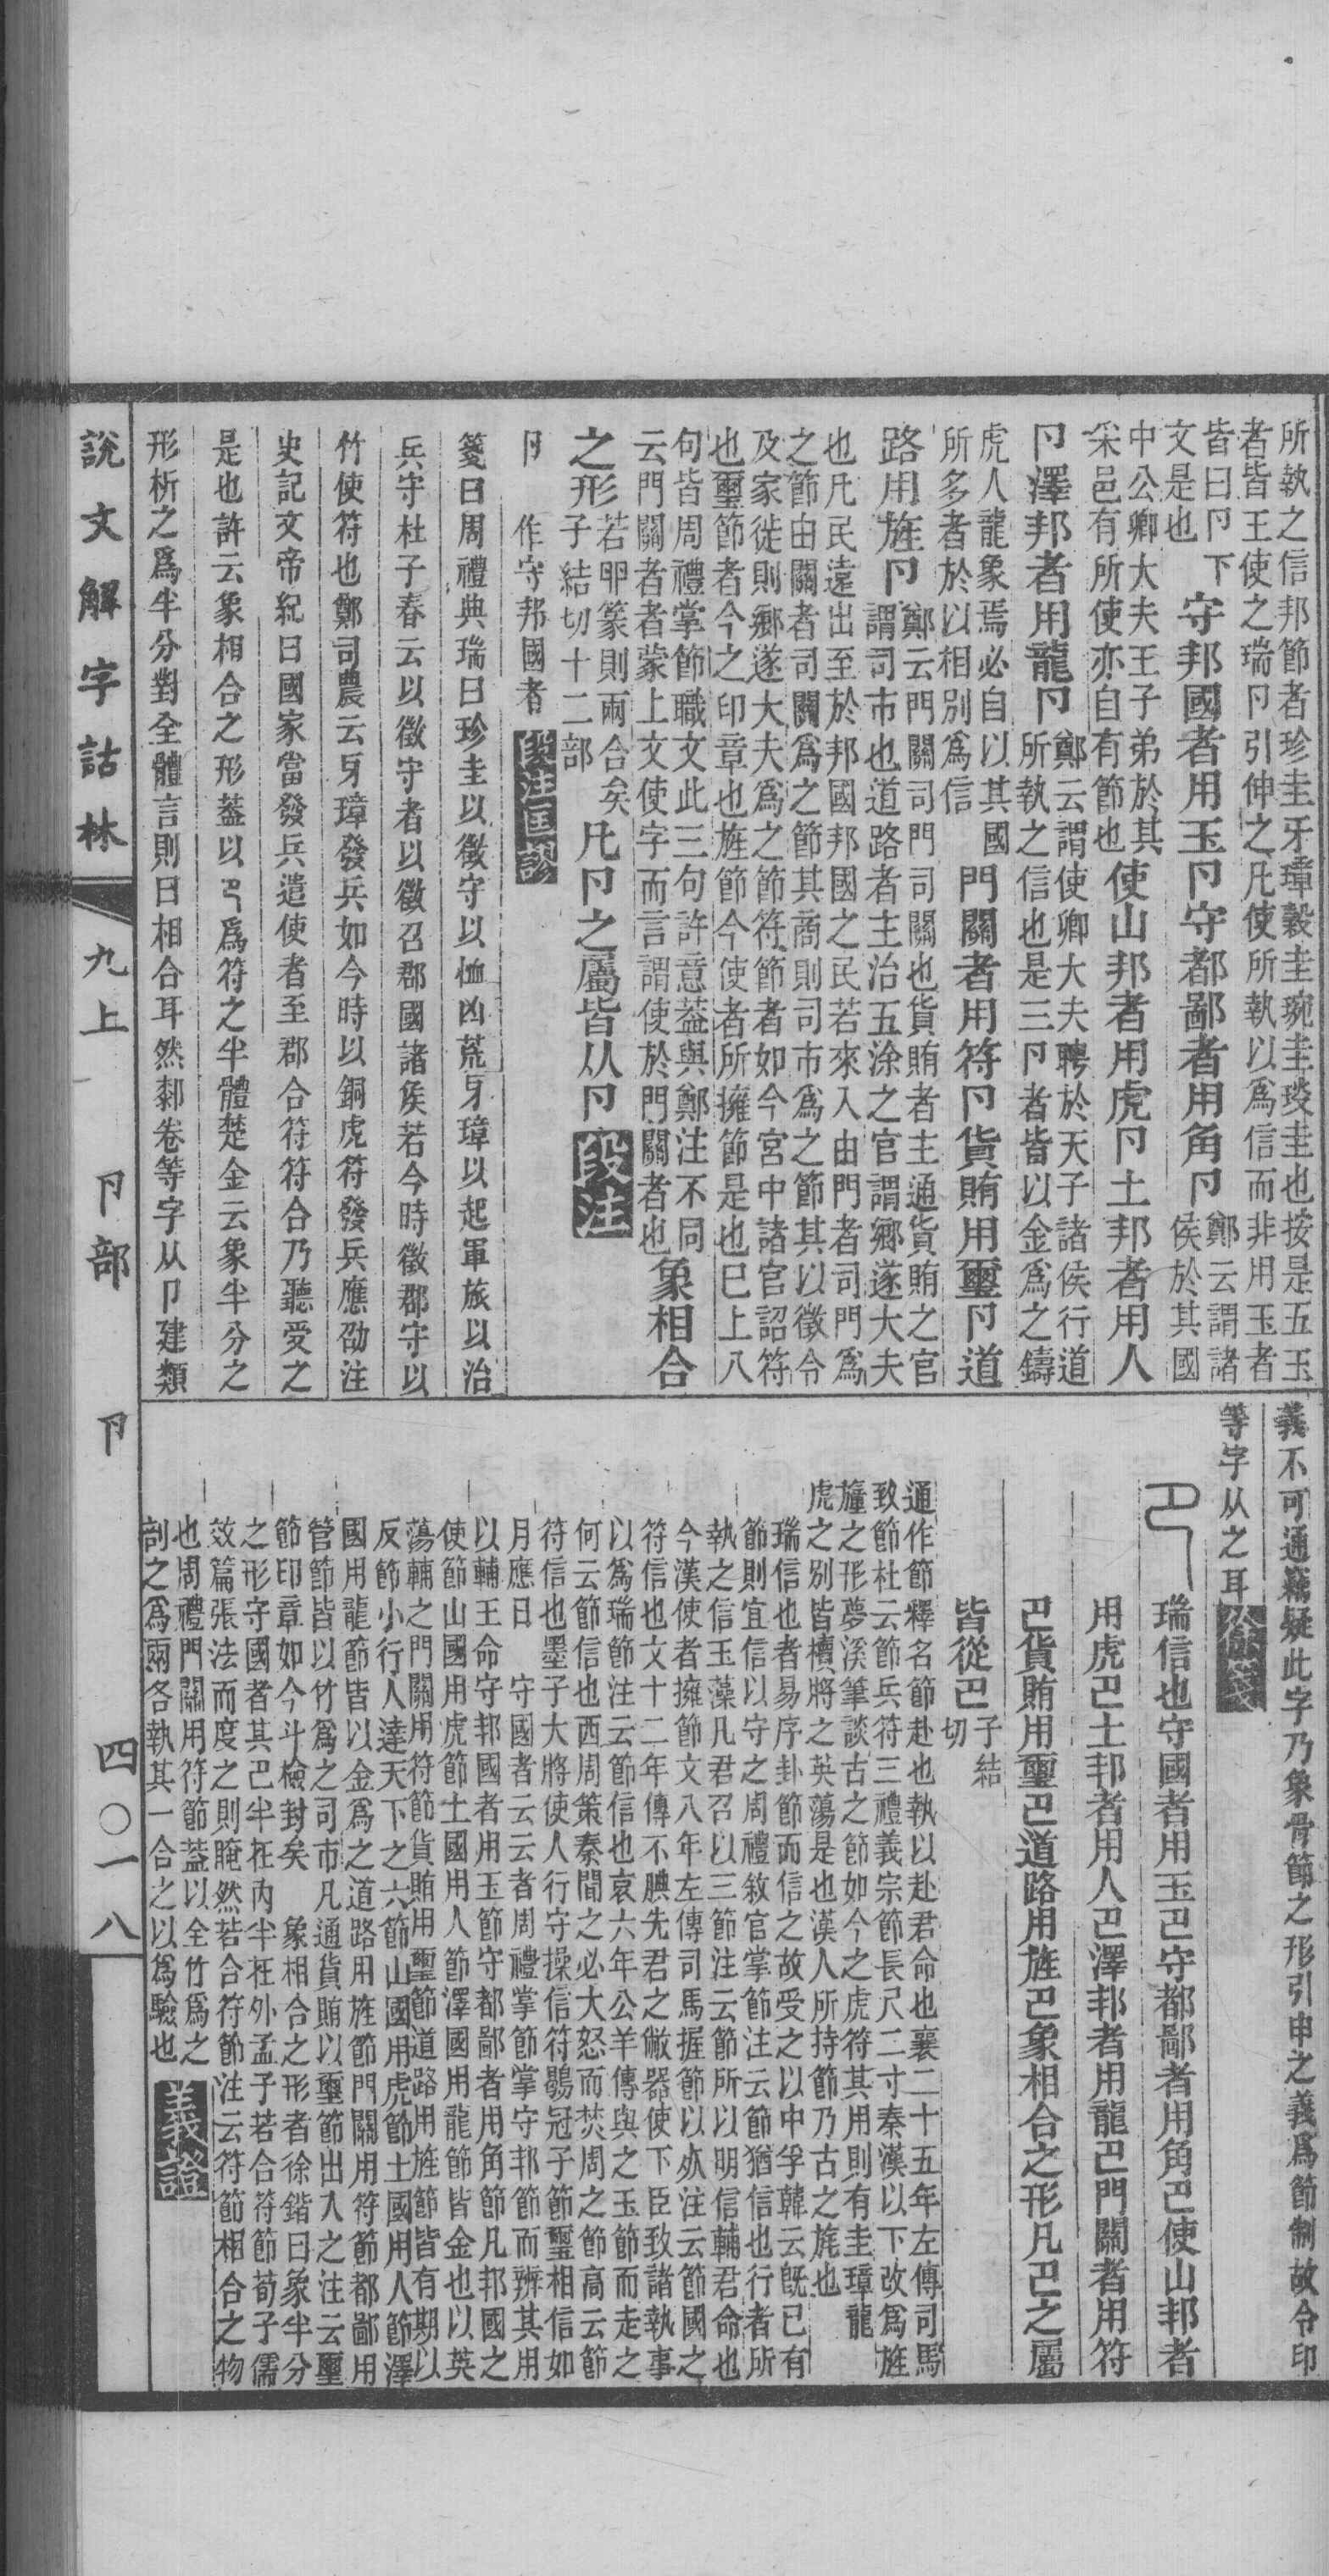 所執之信邦節者珍圭牙璋穀圭琬圭琰圭也按是五玉
者皆王使之瑞卪引伸之凡使所執以爲信而非用玉者
皆曰卪下
文是也
守邦國者用玉卪守都鄙者用角卪
鄭云謂諸
侯於其國
中公卿大夫王子弟於其
采邑有所使亦自有節也
使山邦者用虎卪土邦者用人
卪澤邦者用龍卪
鄭云謂使卿大夫聘於天子諸侯行道
所執之信也是三卪者皆以金爲之鑄
虎人龍象焉必自以其國
所多者於以相別爲信
門關者用符卪貨賄用璽卪道
路用旌卪
鄭云門關司門司關也貨賄者主通貨賄之官
謂司市也道路者主治五涂之官謂鄉遂大夫
也凡民遠出至於邦國邦國之民若來入由門者司門爲
之節由關者司關爲之節其商則司市爲之節其以徵令
及家徙則鄉遂大夫爲之節符節者如今宮中諸官詔符
也璽節者今之印章也旌節今使者所擁節是也巳上八
句皆周禮掌節職文此三句許意葢與鄭注不同
云門關者者蒙上文使字而言謂使於門關者也
象相合
之形
若卵篆則兩合矣
子結切十二部
凡卪之屬皆从卪
段注
卪
作守邦國者
段注匡謬
箋曰周禮典瑞曰珍圭以徵守以恤凶荒牙璋以起軍旅以治
兵守杜子春云以徵守者以徵召郡國諸侯若今時徵郡守以
竹使符也鄭司農云牙璋發兵如今時以銅虎符發兵應劭注
史記文帝紀曰國家當發兵遣使者至郡合符符合乃聽受之
是也許云象相合之形葢以㔾爲符之半體楚金云象半分之
形析之爲半分對全體言則曰相合耳然厀卷等字从卪建類
說文解字詁林
九上
卪部
卪
四〇一八
義不可通竊疑此字乃象骨節之形引申之義爲節制故令印
等字从之耳
徐箋
瑞信也守國者用玉㔾守都鄙者用角㔾使山邦者
用虎㔾土邦者用人㔾澤邦者用龍㔾門關者用符
㔾貨賄用璽㔾道路用旌㔾象相合之形凡㔾之屬
皆從㔾
子結
切
通作節釋名節赴也執以赴君命也襄二十五年左傳司馬
致節杜云節兵符三禮義宗節長尺二寸秦漢以下改爲旌
旛之形夢溪筆談古之節如今之虎符其用則有圭璋龍
虎之別皆櫝將之英蕩是也漢人所持節乃古之旄也
瑞信也者易序卦節而信之故受之以中孚韓云旣已有
節則宜信以守之周禮敘官掌節注云節猶信也行者所
執之信玉藻凡君召以三節注云節所以明信輔君命也
今漢使者擁節文八年左傳司馬握節以死注云節國之
符信也文十二年傳不腆先君之敝器使下臣致諸執事
以爲瑞節注云節信也哀六年公羊傳與之玉節而走之
何云節信也西周策秦聞之必大怒而焚周之節高云節
符信也墨子大將使人行守操信符鶡冠子節璽相信如
月應日　守國者云云者周禮掌節掌守邦節而辨其用
以輔王命守邦國者用玉節守都鄙者用角節凡邦國之
使節山國用虎節土國用人節澤國用龍節皆金也以英
蕩輔之門關用符節貨賄用璽節道路用旌節皆有期以
反節小行人達天下之六節山國用虎節土國用人節澤
國用龍節皆以金爲之道路用旌節門關用符節都鄙用
管節皆以竹爲之司市凡通貨賄以璽節出入之注云璽
節印章如今斗檢封矣　象相合之形者徐鍇曰象半分
之形守國者其㔾半在內半在外孟子若合符節荀子儒
效篇張法而度之則晻然若合符節注云符節相合之物
也周禮門關用符節葢以全竹爲之
剖之爲兩各執其一合之以爲驗也
義證